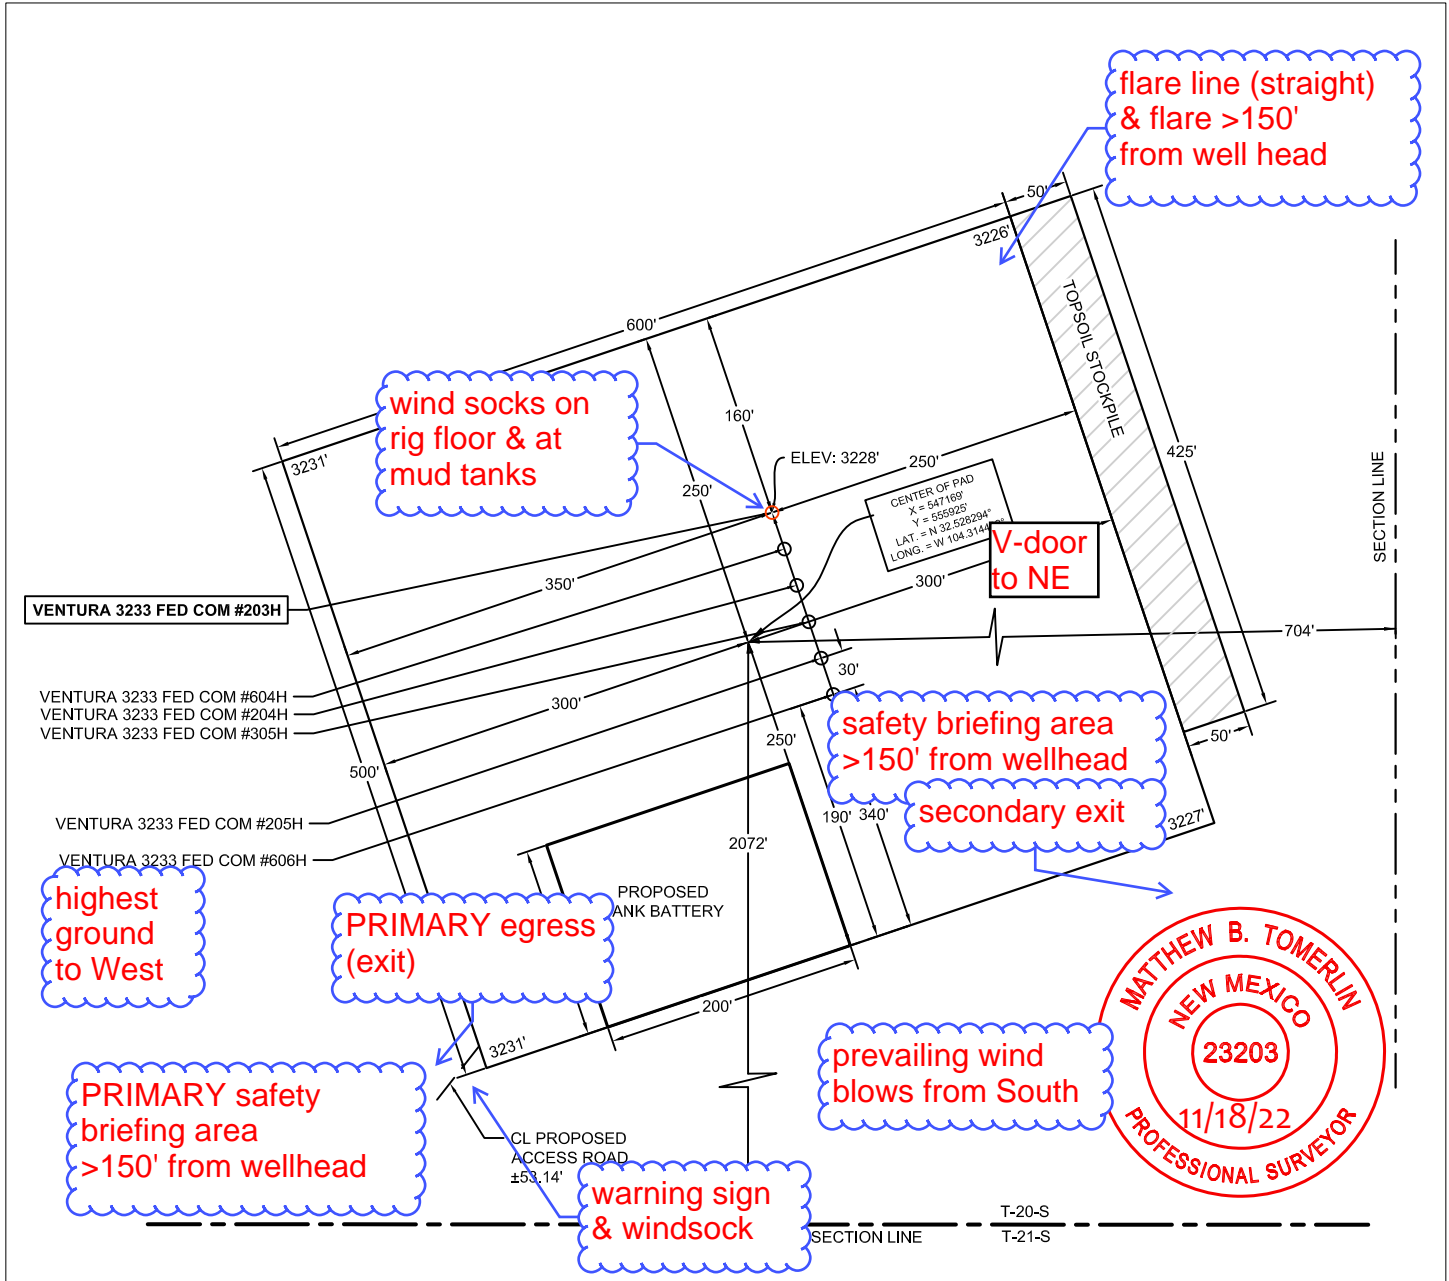 flare line (straight)
& flare >150'
from well head
50'
3226'
TOPSOIL STOCKPILE
600'
425'
SECTION LINE
wind socks on
rig floor & at
mud tanks
160'
3231'
ELEV: 3228'
250'
250'
CENTER OF PAD
X = 547169'
Y = 555925'
LAT. = N 32.528294°
LONG. = W
V-door
to NE
350'
300'
VENTURA 3233 FED COM #203H
704'
30'
VENTURA 3233 FED COM #604H
VENTURA 3233 FED COM #204H
VENTURA 3233 FED COM #305H
300'
safety briefing area
>150' from wellhead
250'
50'
500'
secondary exit
190'
340'
3227'
VENTURA 3233 FED COM #205H
VENTURA 3233 FED COM #606H
2072'
highest
ground
to West
PRIMARY egress
(exit)
PROPOSED
ANK BATTERY
200'
3231'
MATTHEW B. TOMERLIN
NEW MEXICO
23203
11/18/22
PROFESSIONAL SURVEYOR
prevailing wind
blows from South
PRIMARY safety
briefing area
>150' from wellhead
CL PROPOSED
ACCESS ROAD
±53.14'
warning sign
& windsock
T-20-S
SECTION LINE
T-21-S